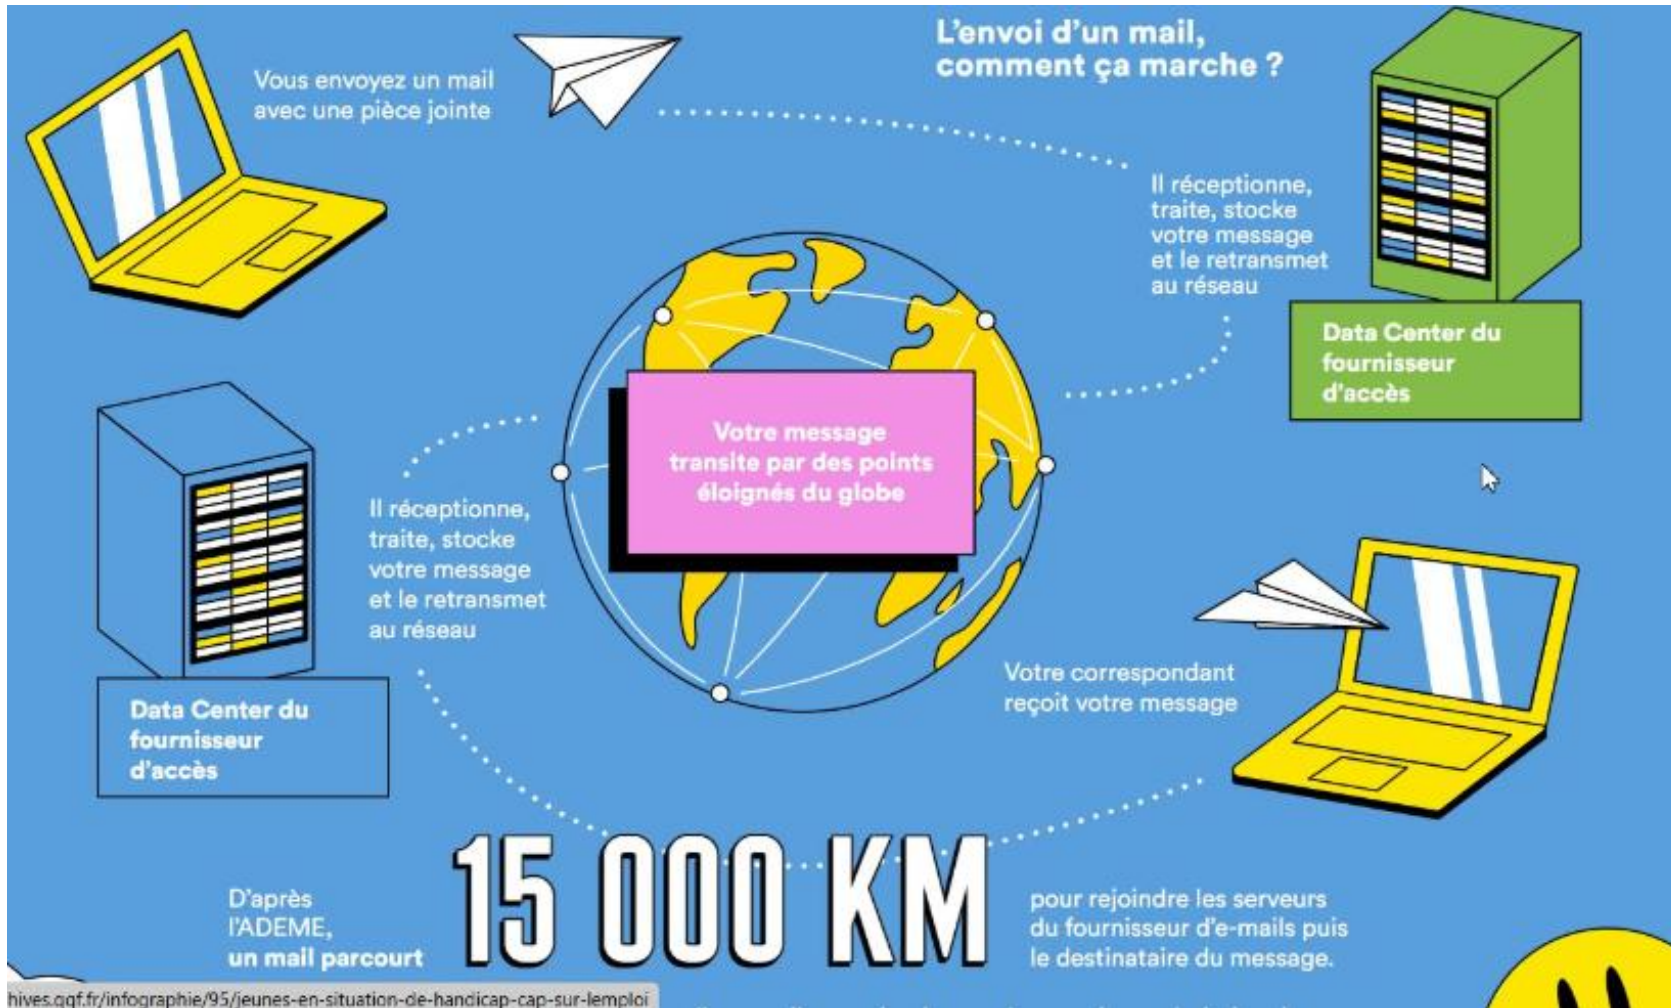 L'envoi d'un mail,
comment ça marche ?
Vous envoyez un mail
avec une pièce jointe
Il réceptionne,
traite, stocke
votre message
et le retransmet
au réseau
Data Center du
fournisseur
d'accès
Votre message
transite par des points
éloignés du globe
Il réceptionne,
traite, stocke
votre message
et le retransmet
au réseau
Data Center du
fournisseur
d'accès
Votre correspondant
reçoit votre message
D'après
l'ADEME,
un mail parcourt
15 000 KM
pour rejoindre les serveurs
du fournisseur d'e-mails puis
le destinataire du message.
hives.qqf.fr/infographie/95/jeunes-en-situation-de-handicap-cap-sur-lemploi